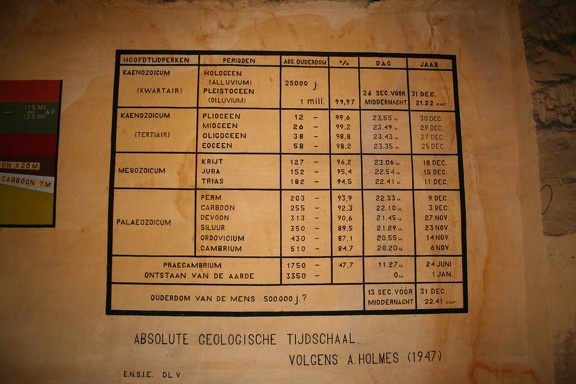 HOOFDTIJDPERKEN PERIODEN ABS. OUDERDOM % DAG JAAR
KAENOZOICUM HOLOCEEN
(ALLUVIUM) 25000 j.
(KWARTAIR) PLEISTOCEEN 26 SEC. VOOR 31 DEC.
(DILUVIUM) 1 mill. 99,97 MIDDERNACHT 21.22
KAENOZOICUM PLIOCEEN 12 – 99,6 23.55 u. 30 DEC.
MIOCEEN 26 – 99,2 23.49 u. 29 DEC.
(TERTIAIR) OLIGOCEEN 38 – 98,8 23.43 u. 27 DEC.
EOCEEN 58 – 98,2 23.35 u. 25 DEC.
KRIJT 127 – 96,2 23.06 u. 18 DEC.
MESOZOICUM JURA 152 – 95,4 22.54 u. 15 DEC.
TRIAS 182 – 94,5 22.41 u. 11 DEC.
PERM 203 – 93,9 22.33 u. 9 DEC.
CARBOON 255 – 92,3 22.10 u. 3 DEC.
PALAEOZOICUM DEVOON 313 – 90,6 21.45 u. 27 NOV.
SILUUR 350 – 89,5 21.29 u. 23 NOV.
ORDOVICIUM 430 – 87,1 20.55 u. 14 NOV.
CAMBRIUM 510 – 84,7 20.20 u. 6 NOV.
PRAECAMBRIUM 1750 – 47,7 11.27 u. 24 JUNI
ONTSTAAN VAN DE AARDE 3350 – 0 u. 1 JAN.
OUDERDOM VAN DE MENS 500.000 j. ? 13 SEC. VOOR 31 DEC.
MIDDERNACHT 22.41
ABSOLUTE GEOLOGISCHE TIJDSCHAAL
VOLGENS A. HOLMES (1947)
E.N.S.I.E. DL V
(15 M)
(25 M) AP
ON ± 20 M
CARBOON ? M